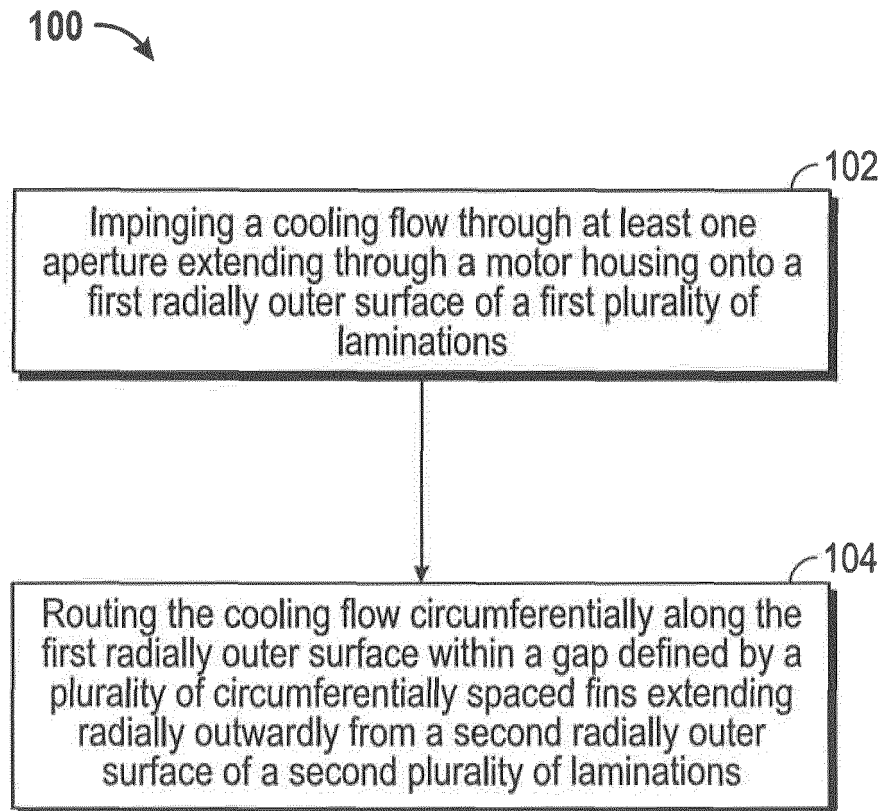 100
102
Impinging a cooling flow through at least one
aperture extending through a motor housing onto a
first radially outer surface of a first plurality of
laminations
104
Routing the cooling flow circumferentially along the
first radially outer surface within a gap defined by a
plurality of circumferentially spaced fins extending
radially outwardly from a second radially outer
surface of a second plurality of laminations